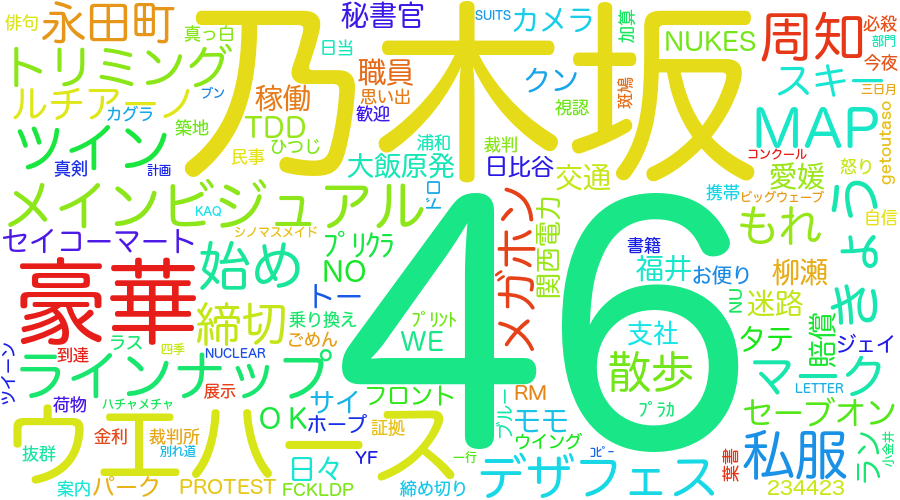 俳句
永田町
真っ白
秘書官
SUITS
カメラ
加算
NUKES
周知
必殺
部門
トリミング
日当
職員
クン
スキー
今夜
ルチアーノ
カグラ
ブン
稼働
思い出
視認
斑鳩
三日月
乃木坂
ツイン
築地
TDD
歓迎
ひつじ
浦和
裁判
MAP
getoutaso
真剣
計画
民事
大飯原発
日比谷
交通
コンクール
愛媛
怒り
メインビジュアル
KAQ
ドロ
メガホン
関西電力
携帯
ビッグウェーブ
もれ
自信
きょう
セイコーマート
シノマスメイド
プリクラ
NO
書籍
始め
福井
お便り
柳瀬
豪華
46
トー
NU
迷路
締切
乗り換え
プリント
WE
支社
タテ
賠償
ジェイ
ツイーン
到達
ラス
四季
ごめん
NUCLEAR
ラインナップ
展示
フロント
RM
散歩
マーク
LETTER
荷物
ハチャメチャ
サイ
ホープ
ブルー
モモ
プラカ
セーブオン
ウエハース
OK
金利
裁判所
別れ道
証拠
ウイング
抜群
日々
YF
一行
コピー
葉書
私服
ラン
小金井
案内
パーク
PROTEST
FCKLDP
締め切り
デザフェス
234423